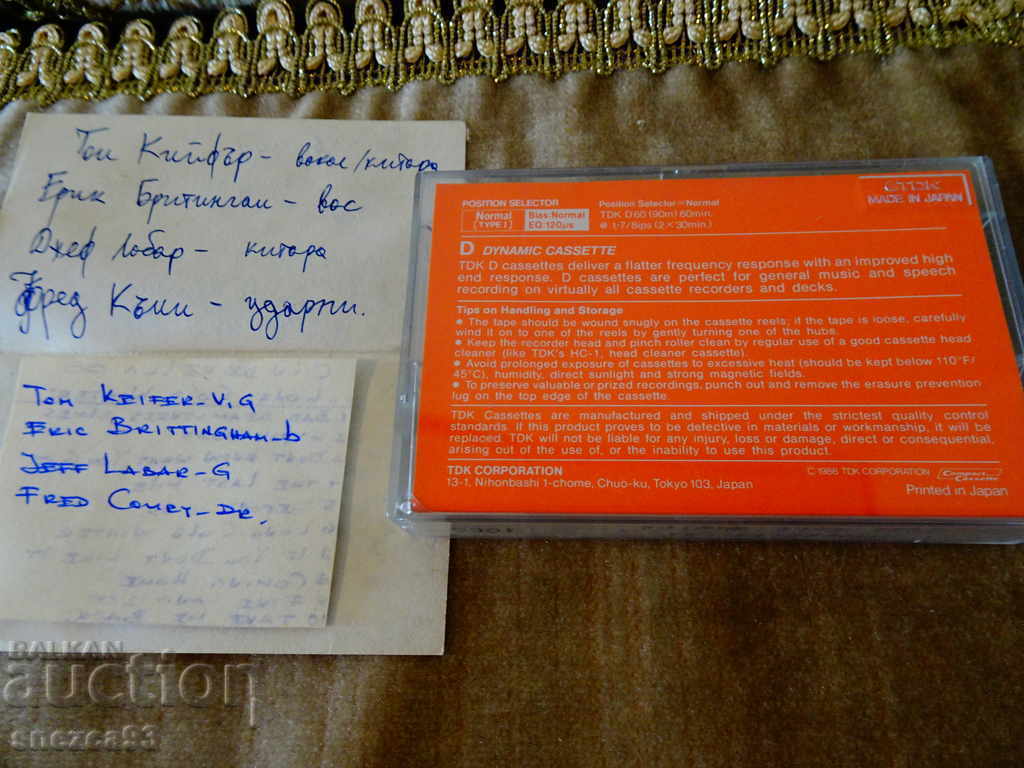 Том Кийфър - вокал/китара
Ерик Бритингам - вос
Джеф Лабар - китара
Фред Къми - ударни.
TOM KEIFER-V,G
ERIC BRITTINGHAM-b
JEFF LABAR-G
FRED COURY-DR.
POSITION SELECTOR
Normal
(TYPE I)
Bias:Normal
EQ:120µs
Position Selector=Normal
TDK D60 (90m) 60min.
@ 1-7/8ips (2×30min.)
TDK
MADE IN JAPAN
D DYNAMIC CASSETTE
TDK D cassettes deliver a flatter frequency response with an improved high
end response. D cassettes are perfect for general music and speech
recording on virtually all cassette recorders and decks.
Tips on Handling and Storage
● The tape should be wound snugly on the cassette reels; if the tape is loose, carefully
wind it on to one of the reels by gently turning one of the hubs.
● Keep the recorder head and pinch roller clean by regular use of a good cassette head
cleaner (like TDK's HC-1, head cleaner cassette).
● Avoid prolonged exposure of cassettes to excessive heat (should be kept below 110°F/
45°C), humidity, direct sunlight and strong magnetic fields.
● To preserve valuable or prized recordings, punch out and remove the erasure prevention
lug on the top edge of the cassette.
TDK Cassettes are manufactured and shipped under the strictest quality control
standards. If this product proves to be defective in materials or workmanship, it will be
replaced. TDK will not be liable for any injury, loss or damage, direct or consequential,
arising out of the use of, or the inability to use this product.
TDK CORPORATION
13-1, Nihonbashi 1-chome, Chuo-ku, Tokyo 103, Japan
© 1986 TDK CORPORATION
Compact Cassette
Printed in Japan
BALKAN
auction
snezca93